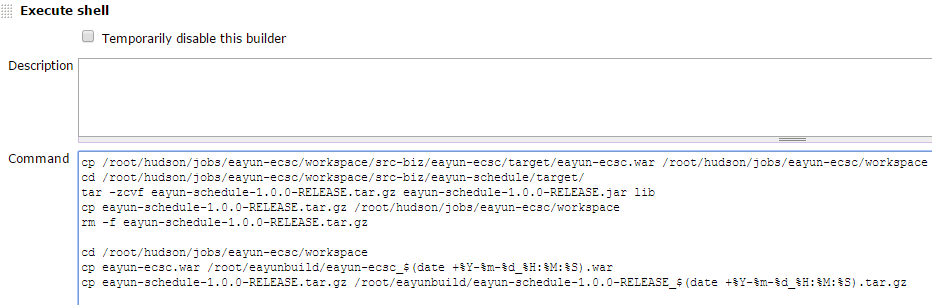 Execute shell
Temporarily disable this builder
Description
Command
cp /root/hudson/jobs/eayun-ecsc/workspace/src-biz/eayun-ecsc/target/eayun-ecsc.war /root/hudson/jobs/eayun-ecsc/workspace
cd /root/hudson/jobs/eayun-ecsc/workspace/src-biz/eayun-schedule/target/
tar -zcvf eayun-schedule-1.0.0-RELEASE.tar.gz eayun-schedule-1.0.0-RELEASE.jar lib
cp eayun-schedule-1.0.0-RELEASE.tar.gz /root/hudson/jobs/eayun-ecsc/workspace
rm -f eayun-schedule-1.0.0-RELEASE.tar.gz
cd /root/hudson/jobs/eayun-ecsc/workspace
cp eayun-ecsc.war /root/eayunbuild/eayun-ecsc_$(date +%Y-%m-%d_%H:%M:%S).war
cp eayun-schedule-1.0.0-RELEASE.tar.gz /root/eayunbuild/eayun-schedule-1.0.0-RELEASE_$(date +%Y-%m-%d_%H:%M:%S).tar.gz